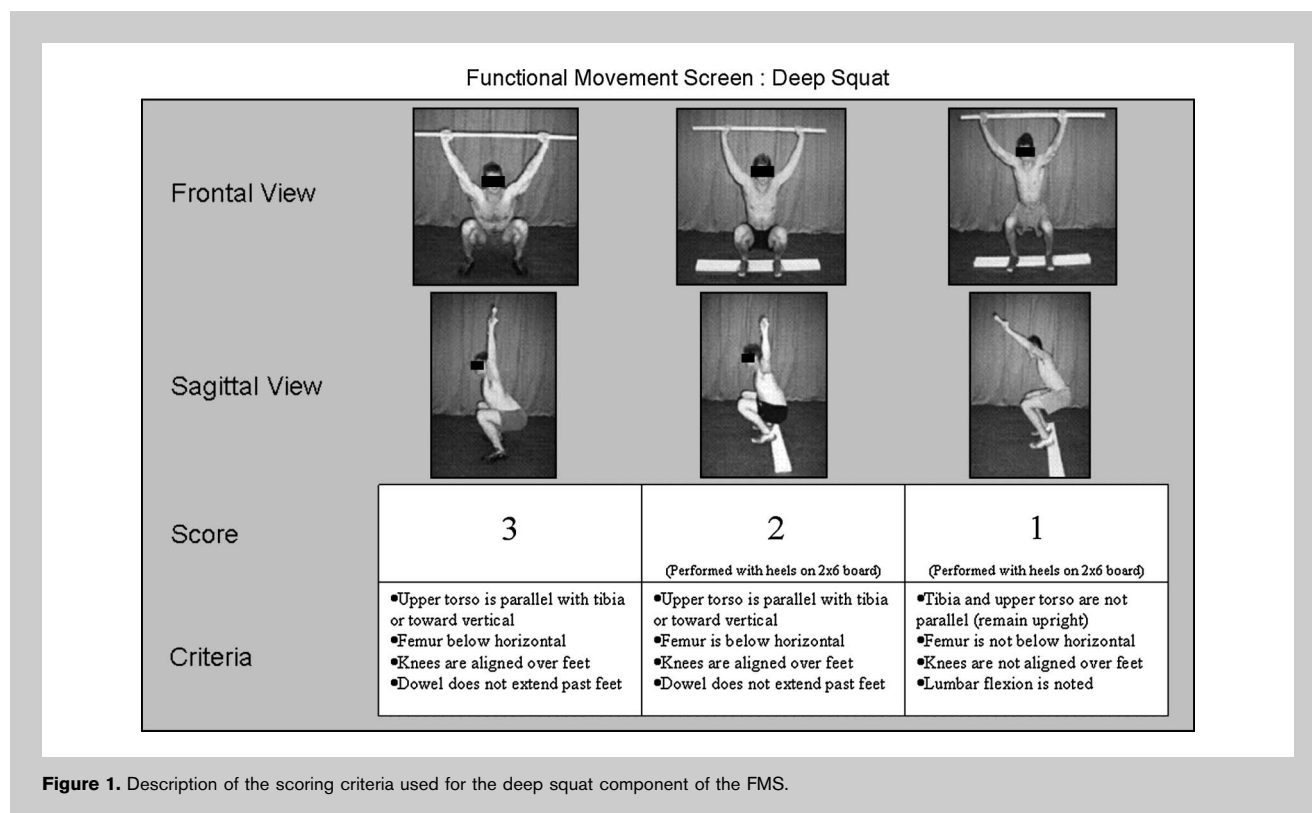 Functional Movement Screen : Deep Squat
Frontal View
Sagittal View
Score
3
2
(Performed with heels on 2x6 board)
1
(Performed with heels on 2x6 board)
Criteria
•Upper torso is parallel with tibia
or toward vertical
•Femur below horizontal
•Knees are aligned over feet
•Dowel does not extend past feet
•Upper torso is parallel with tibia
or toward vertical
•Femur is below horizontal
•Knees are aligned over feet
•Dowel does not extend past feet
•Tibia and upper torso are not
parallel (remain upright)
•Femur is not below horizontal
•Knees are not aligned over feet
•Lumbar flexion is noted
Figure 1. Description of the scoring criteria used for the deep squat component of the FMS.